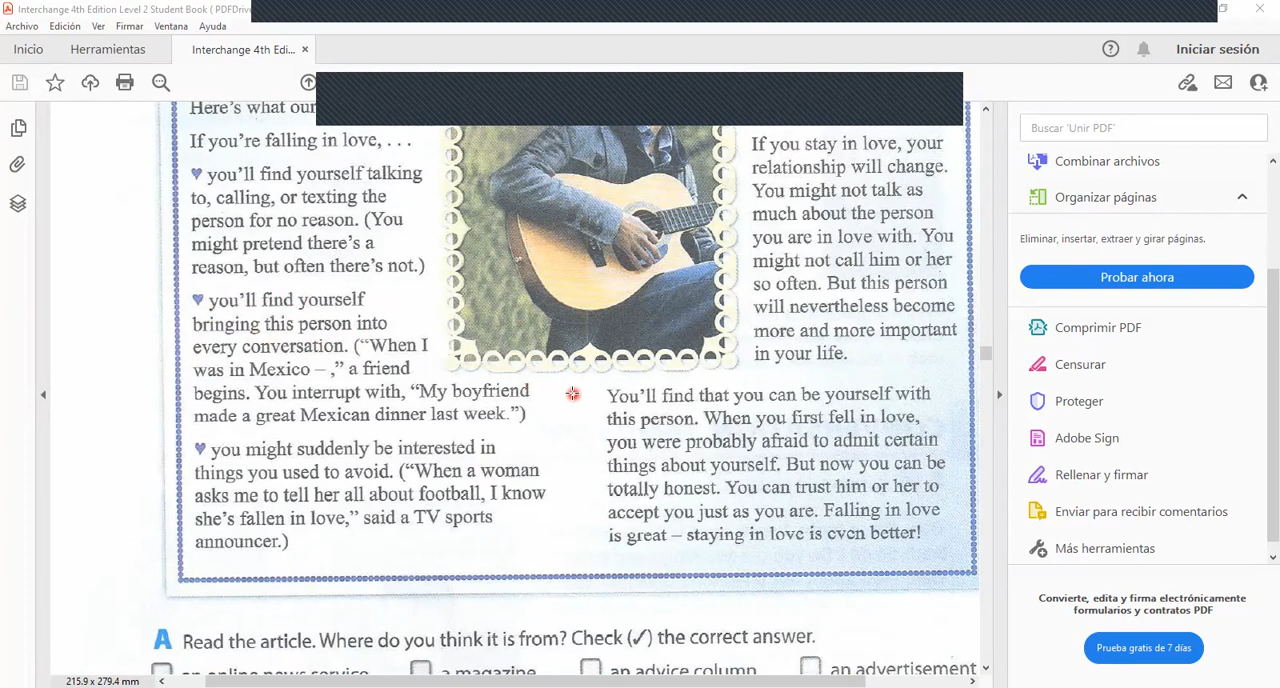 Interchange 4th Edition Level 2 Student Book ( PDFDriv
Archivo Edición Ver Firmar Ventana Ayuda
Inicio Herramientas Interchange 4th Edi... × Iniciar sesión
Here's what our
If you're falling in love, . . .
you'll find yourself talking
to, calling, or texting the
person for no reason. (You
might pretend there's a
reason, but often there's not.)
you'll find yourself
bringing this person into
every conversation. (“When I
was in Mexico – ,” a friend
begins. You interrupt with, “My boyfriend
made a great Mexican dinner last week.”)
you might suddenly be interested in
things you used to avoid. (“When a woman
asks me to tell her all about football, I know
she's fallen in love,” said a TV sports
announcer.)
If you stay in love, your
relationship will change.
You might not talk as
much about the person
you are in love with. You
might not call him or her
so often. But this person
will nevertheless become
more and more important
in your life.
You'll find that you can be yourself with
this person. When you first fell in love,
you were probably afraid to admit certain
things about yourself. But now you can be
totally honest. You can trust him or her to
accept you just as you are. Falling in love
is great – staying in love is even better!
A Read the article. Where do you think it is from? Check (✓) the correct answer.
an online news service a magazine an advice column an advertisement
215.9 x 279.4 mm
Buscar 'Unir PDF'
Combinar archivos
Organizar páginas
Eliminar, insertar, extraer y girar páginas.
Probar ahora
Comprimir PDF
Censurar
Proteger
Adobe Sign
Rellenar y firmar
Enviar para recibir comentarios
Más herramientas
Convierte, edita y firma electrónicamente
formularios y contratos PDF
Prueba gratis de 7 días